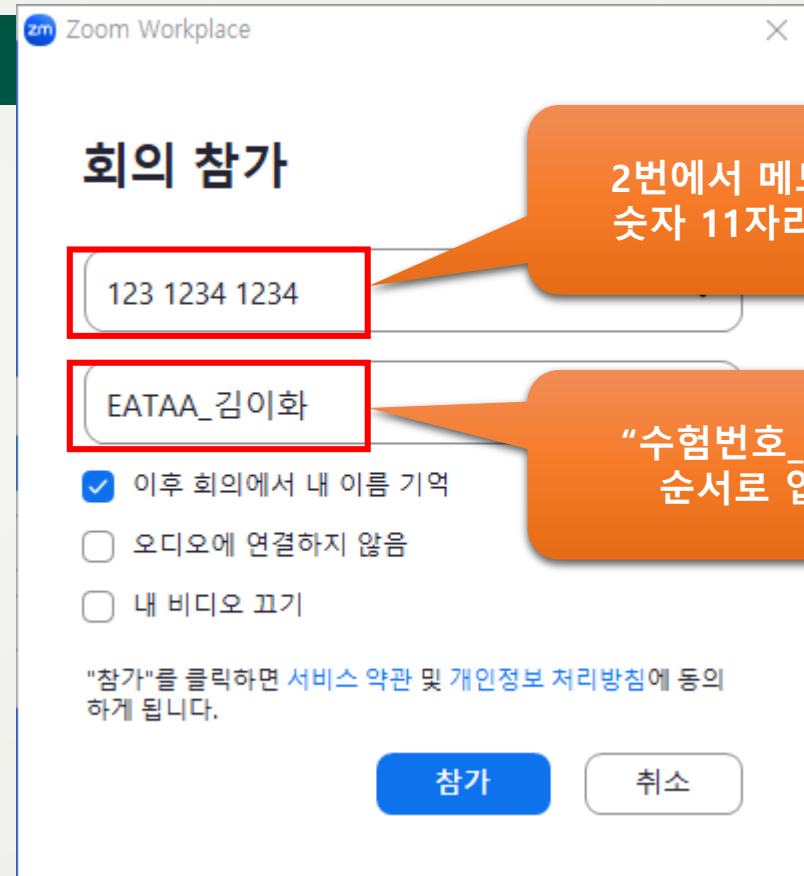 Zoom Workplace
회의 참가
2번에서
숫자 11자리
123 1234 1234
EATAA_김이화
“수험번호_
순서로
이후 회의에서 내 이름 기억
오디오에 연결하지 않음
내 비디오 끄기
"참가"를 클릭하면 서비스 약관 및 개인정보 처리방침에 동의
하게 됩니다.
참가
취소